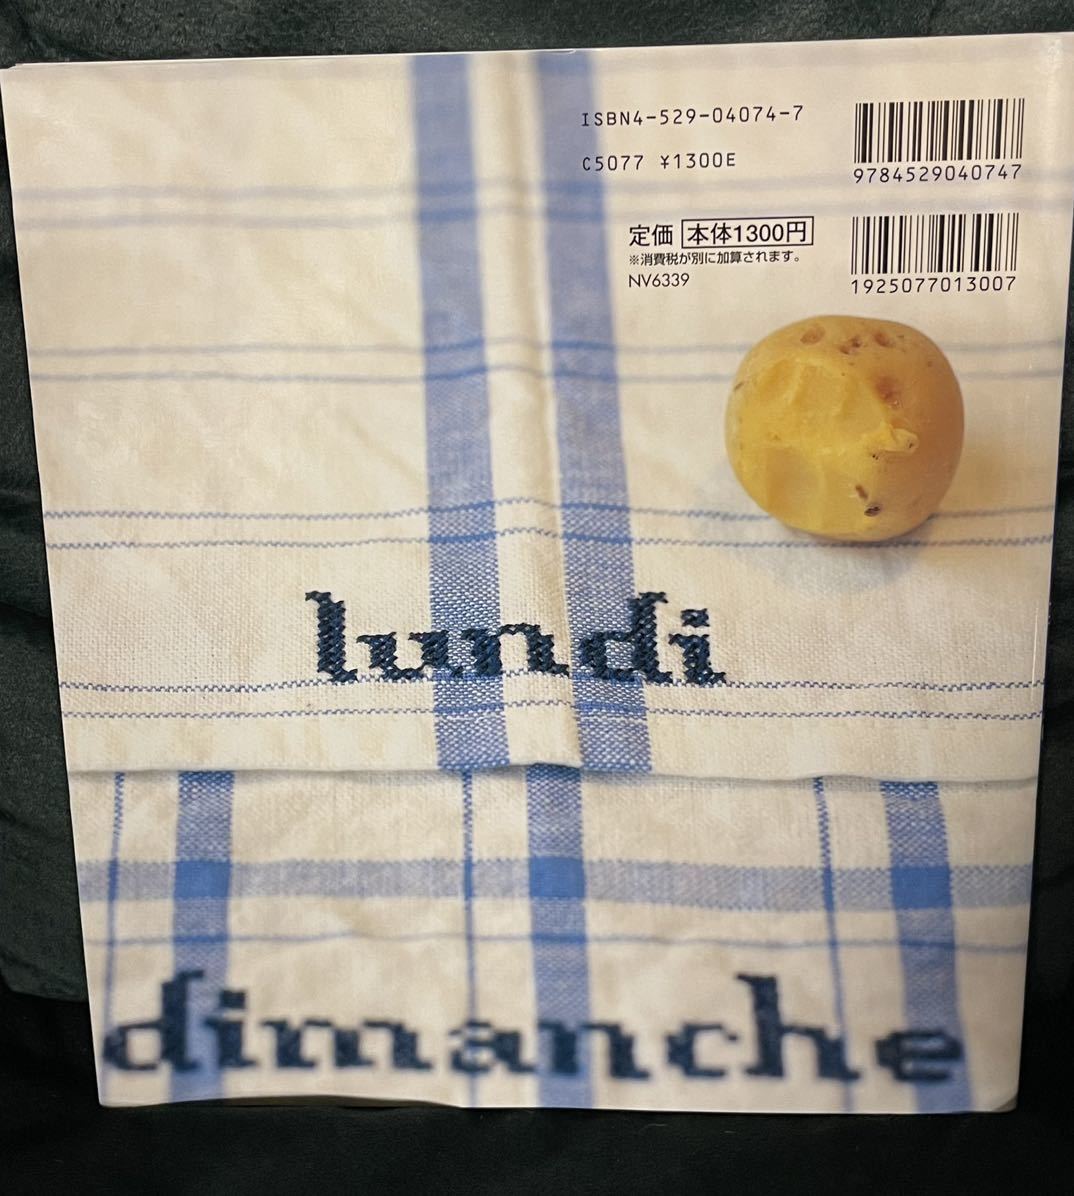 ISBN4-529-04074-7
C5077 ¥1300E
9784529040747
定価 本体1300円
※消費税が別に加算されます。
NV6339
1925077013007
lundi
dimanche